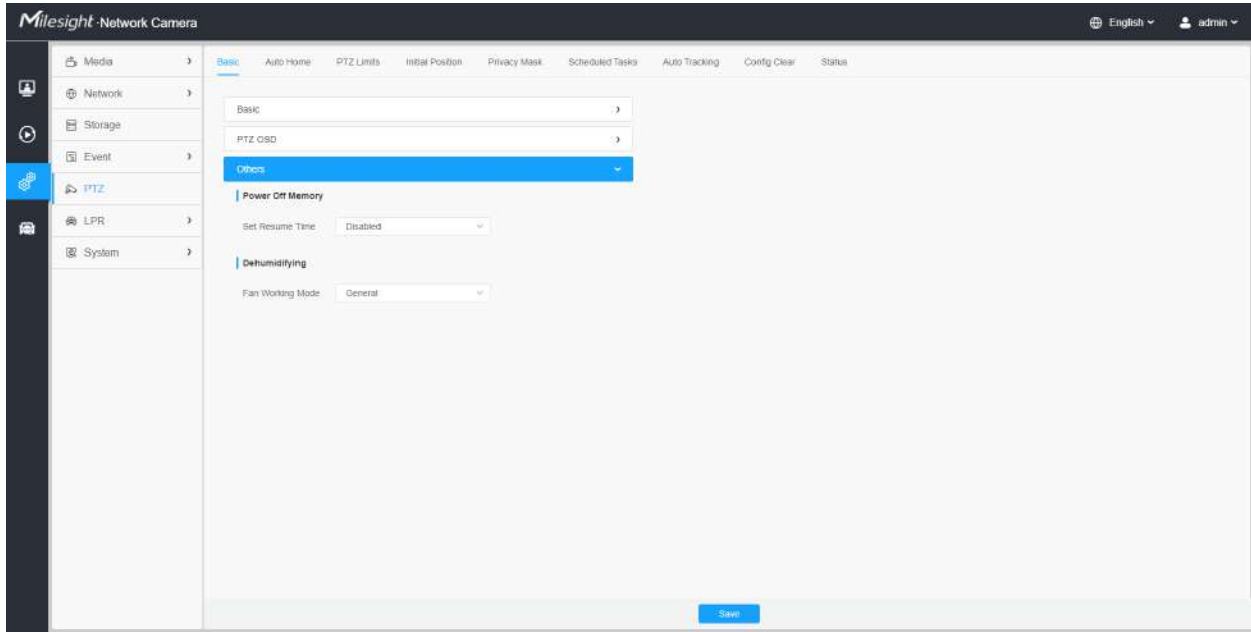 Milesight · Network Camera
English
admin
Media
Network
Storage
Event
PTZ
LPR
System
Basic Auto Home PTZ Limits Initial Position Privacy Mask Scheduled Tasks Auto Tracking Config Clear Status
Basic
PTZ OSD
Others
Power Off Memory
Set Resume Time Disabled
Dehumidifying
Fan Working Mode General
Save